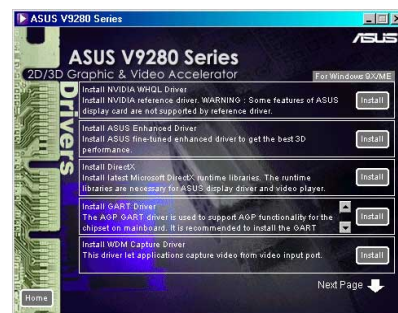 ASUS V9280 Series
ASUS
ASUS V9280 Series
2D/3D Graphic & Video Accelerator
For Windows 9X/ME
Drivers
Install NVIDIA WHQL Driver
Install NVIDIA reference driver. WARNING : Some features of ASUS
display card are not supported by reference driver.
Install
Install ASUS Enhanced Driver
Install ASUS fine-tuned enhanced driver to get the best 3D
performance.
Install
Install DirectX
Install latest Microsoft DirectX runtime libraries. The runtime
libraries are necessary for ASUS display driver and video player.
Install
Install GART Driver
The AGP GART driver is used to support AGP functionality for the
chipset on mainboard. It is recommended to install the GART
Install
Install WDM Capture Driver
This driver let applications capture video from video input port.
Install
Next Page
Home